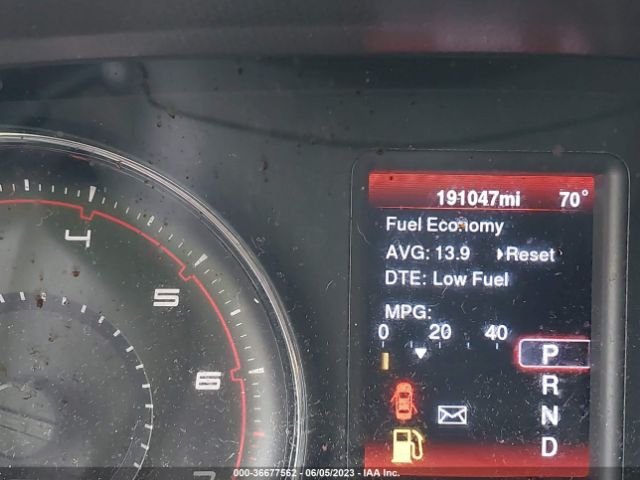 191047mi 70°
Fuel Economy
AVG: 13.9 Reset
DTE: Low Fuel
MPG:
0 20 40
P
R
N
D
4
5
6
7
000-36677562 - 06/05/2023 - IAA Inc.